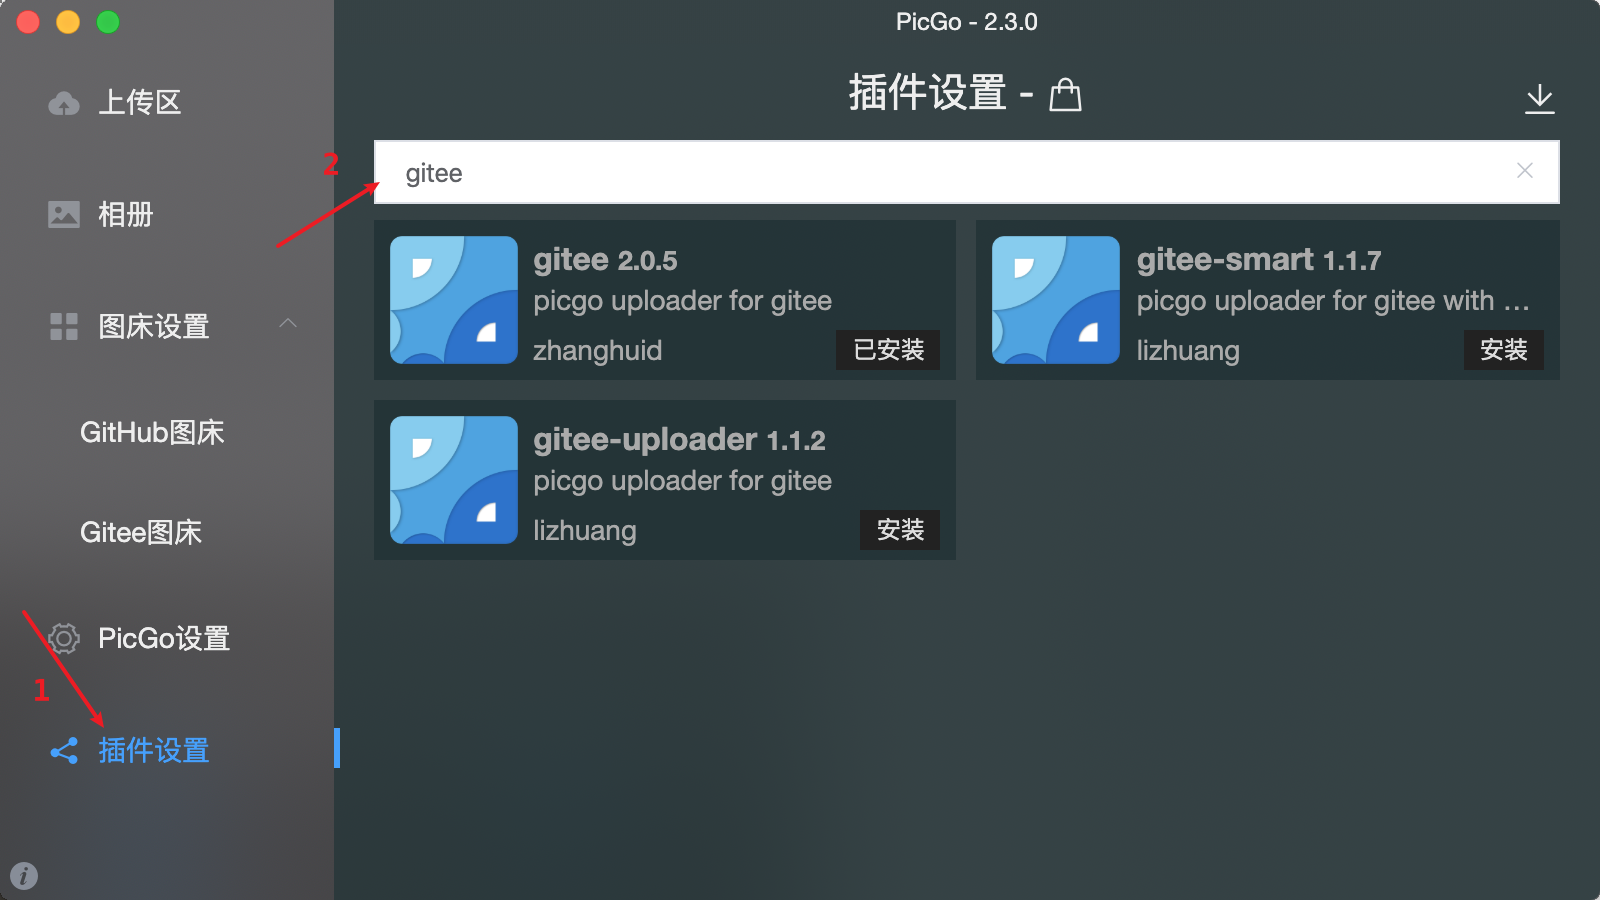 PicGo - 2.3.0
上传区
相册
图床设置
GitHub图床
Gitee图床
PicGo设置
插件设置
1
2
插件设置 -
gitee
gitee 2.0.5
picgo uploader for gitee
zhanghuid
已安装
gitee-smart 1.1.7
picgo uploader for gitee with ...
lizhuang
安装
gitee-uploader 1.1.2
picgo uploader for gitee
lizhuang
安装